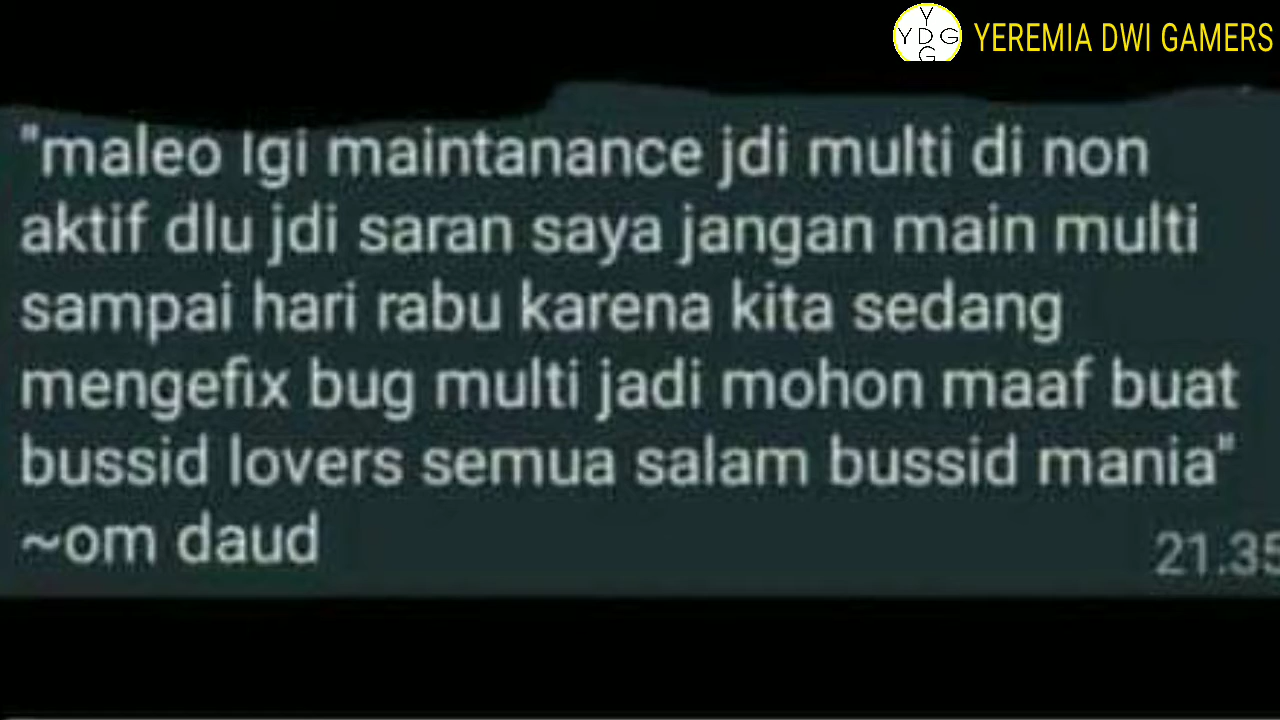 Y
YDG
G
YEREMIA DWI GAMERS
"maleo lgi maintanance jdi multi di non
aktif dlu jdi saran saya jangan main multi
sampai hari rabu karena kita sedang
mengefix bug multi jadi mohon maaf buat
bussid lovers semua salam bussid mania"
~om daud
21.35